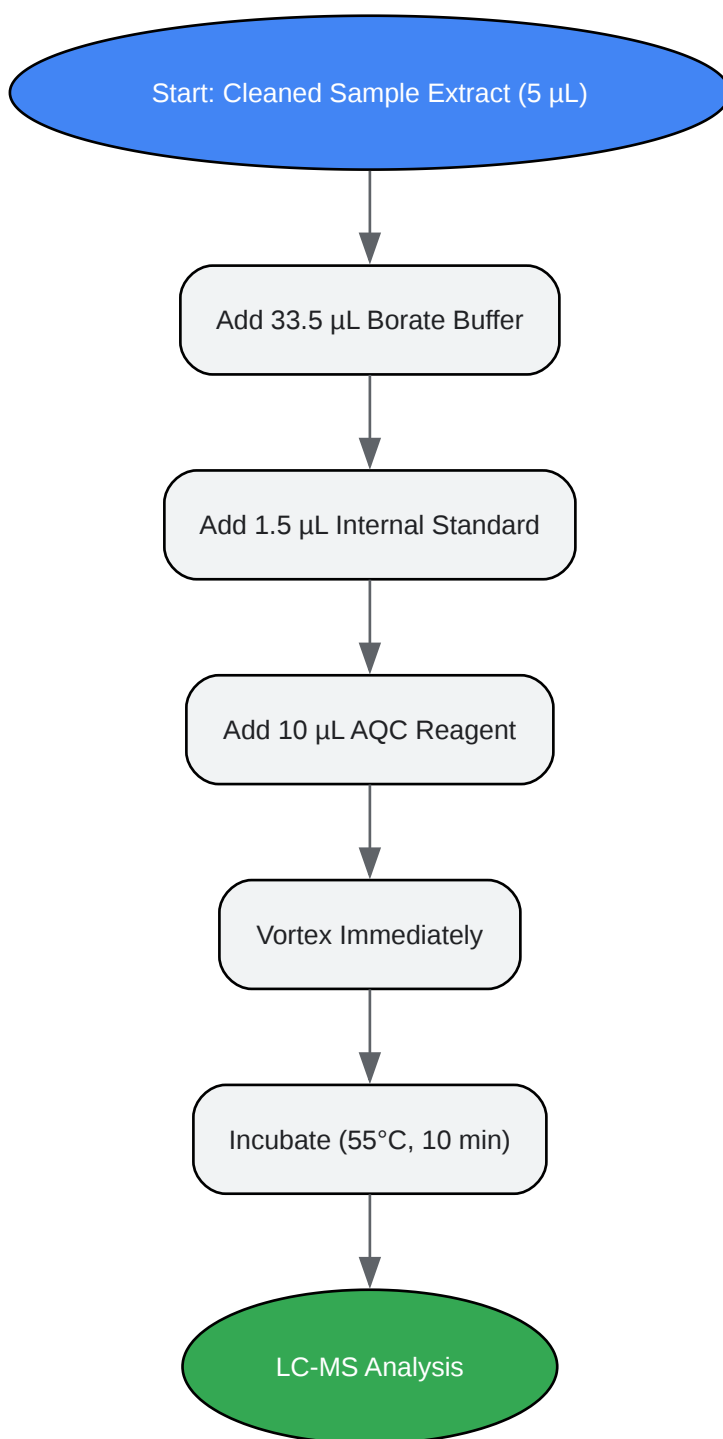 Start: Cleaned Sample Extract (5 µL)
Add 33.5 µL Borate Buffer
Add 1.5 µL Internal Standard
Add 10 µL AQC Reagent
Vortex Immediately
Incubate (55°C, 10 min)
LC-MS Analysis